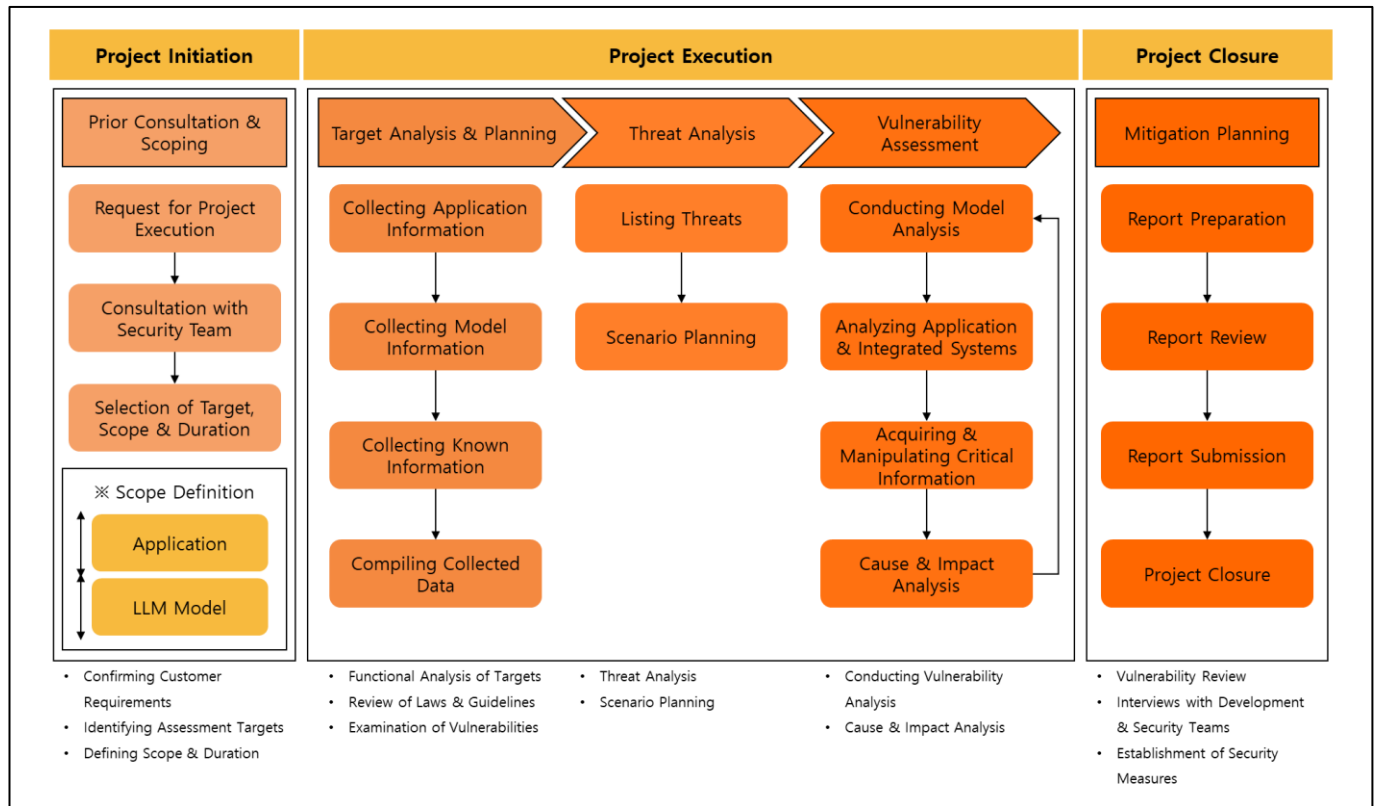 Project Initiation
Project Execution
Project Closure
Prior Consultation &
Scoping
Target Analysis & Planning
Threat Analysis
Vulnerability
Assessment
Mitigation Planning
Request for Project
Execution
Consultation with
Security Team
Selection of Target,
Scope & Duration
※ Scope Definition
Application
LLM Model
Collecting Application
Information
Collecting Model
Information
Collecting Known
Information
Compiling Collected
Data
Listing Threats
Scenario Planning
Conducting Model
Analysis
Analyzing Application
& Integrated Systems
Acquiring &
Manipulating Critical
Information
Cause & Impact
Analysis
Report Preparation
Report Review
Report Submission
Project Closure
• Confirming Customer
Requirements
• Identifying Assessment Targets
• Defining Scope & Duration
• Functional Analysis of Targets
• Review of Laws & Guidelines
• Examination of Vulnerabilities
• Threat Analysis
• Scenario Planning
• Conducting Vulnerability
Analysis
• Cause & Impact Analysis
• Vulnerability Review
• Interviews with Development
& Security Teams
• Establishment of Security
Measures